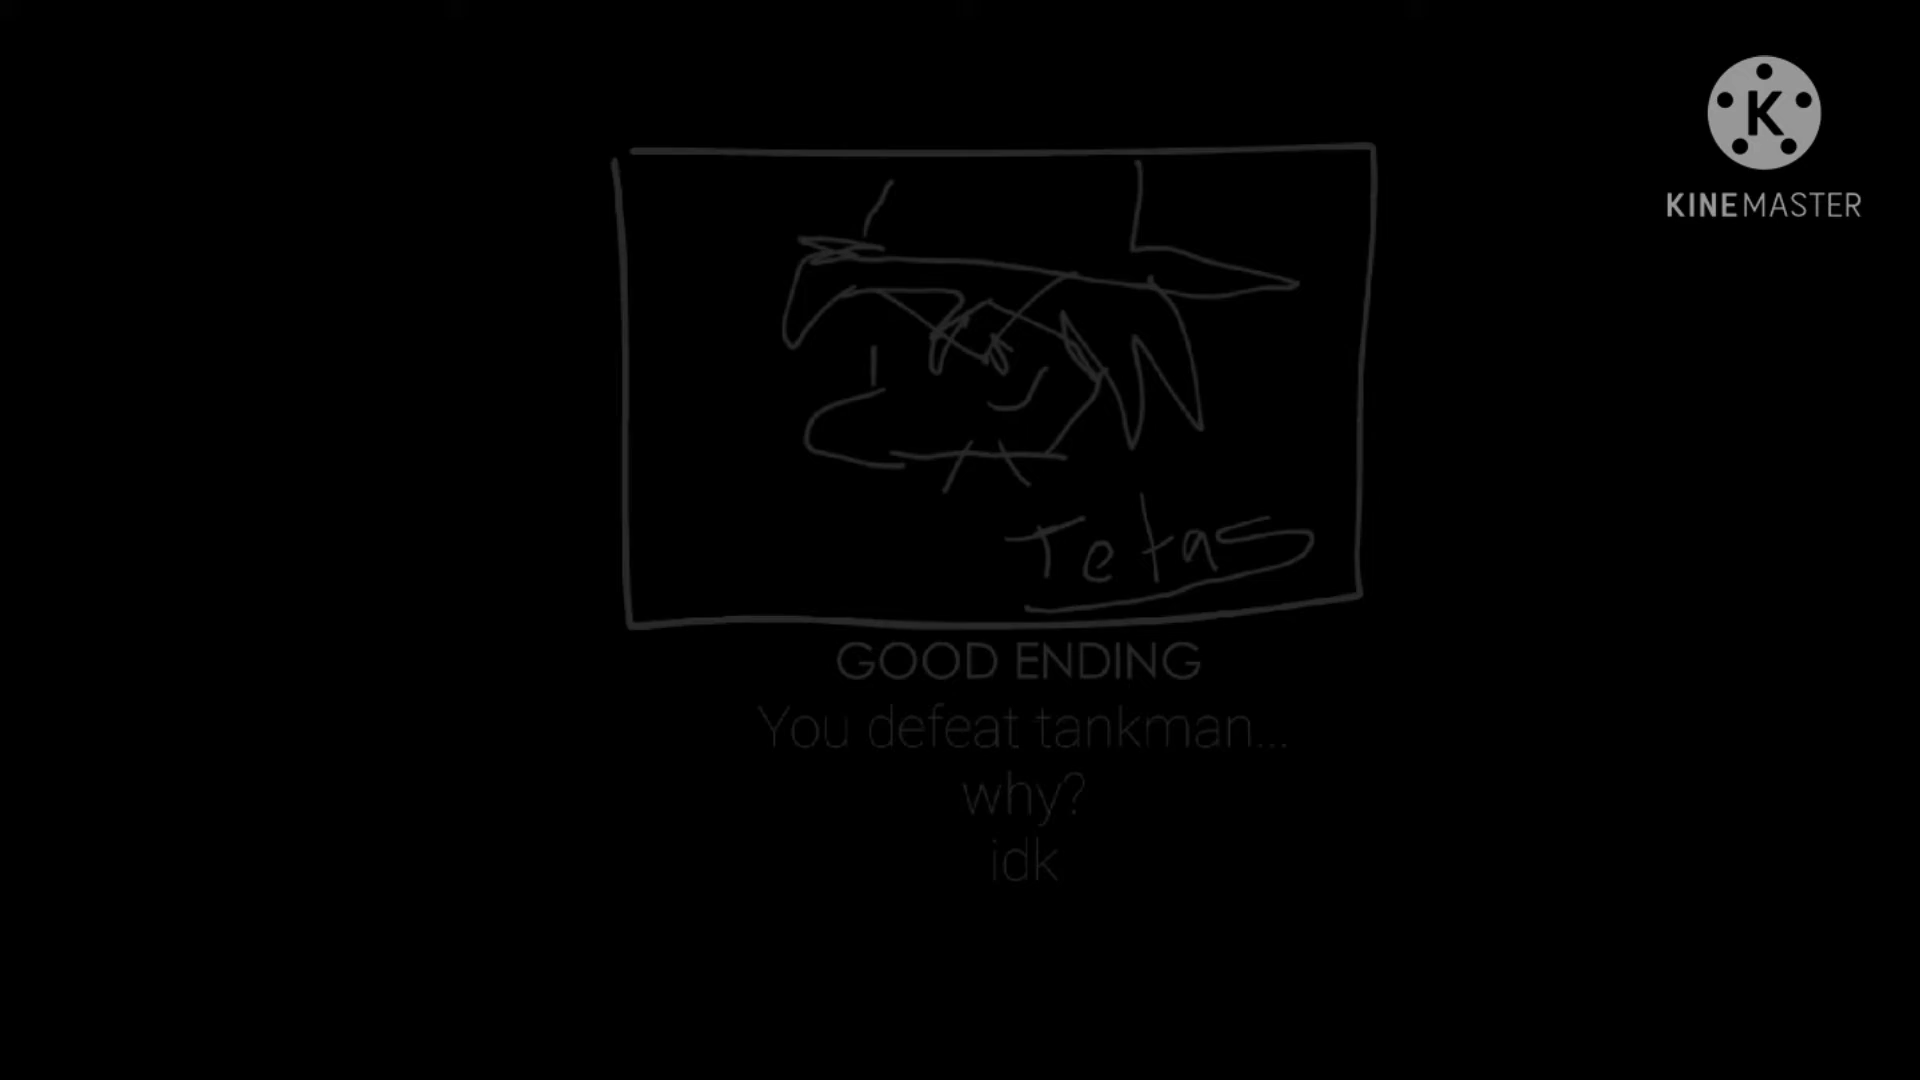 K
KINEMASTER
Tetas
GOOD ENDING
You defeat tankman...
why?
idk